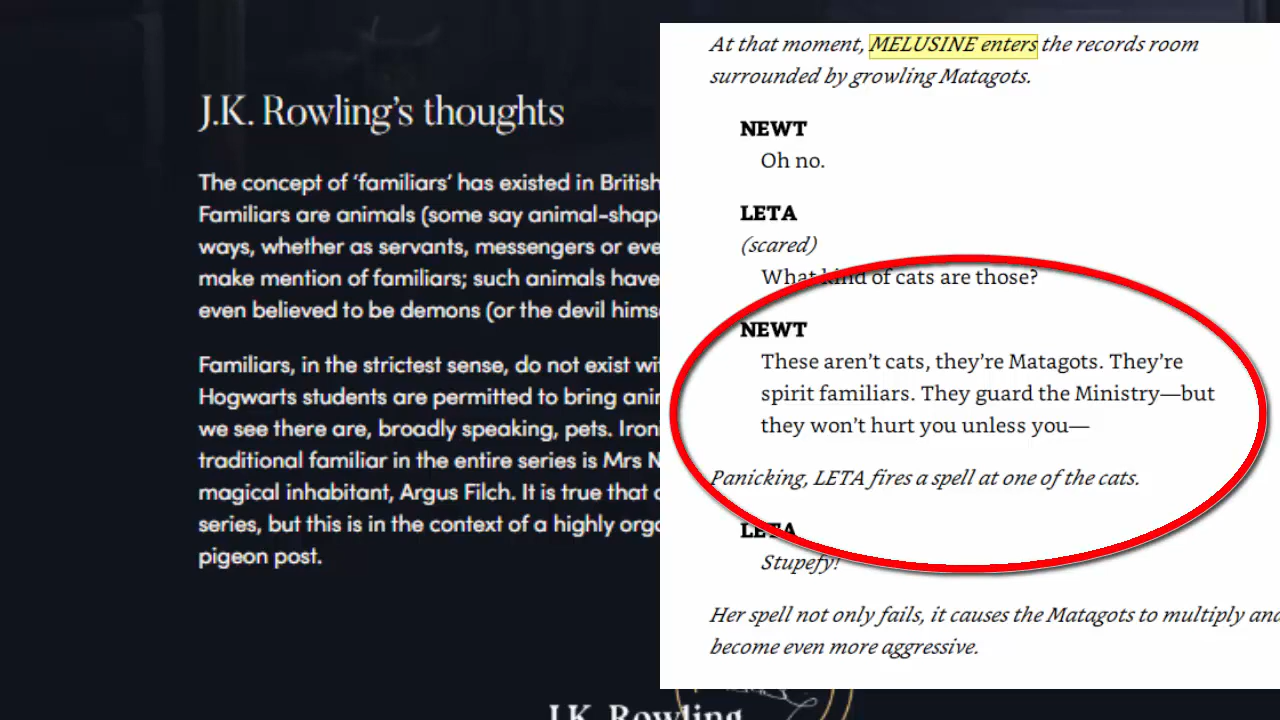 J.K. Rowling's thoughts
The concept of 'familiars' has existed in British
Familiars are animals (some say animal-shap
ways, whether as servants, messengers or eve
make mention of familiars; such animals have
even believed to be demons (or the devil hims
Familiars, in the strictest sense, do not exist wit
Hogwarts students are permitted to bring anir
we see there are, broadly speaking, pets. Iron
traditional familiar in the entire series is Mrs N
magical inhabitant, Argus Filch. It is true that o
series, but this is in the context of a highly orgo
pigeon post.
J.K. Rowling
At that moment, MELUSINE enters the records room
surrounded by growling Matagots.
NEWT
Oh no.
LETA
(scared)
What kind of cats are those?
NEWT
These aren't cats, they're Matagots. They're
spirit familiars. They guard the Ministry—but
they won't hurt you unless you—
Panicking, LETA fires a spell at one of the cats.
LETA
Stupefy!
Her spell not only fails, it causes the Matagots to multiply and
become even more aggressive.